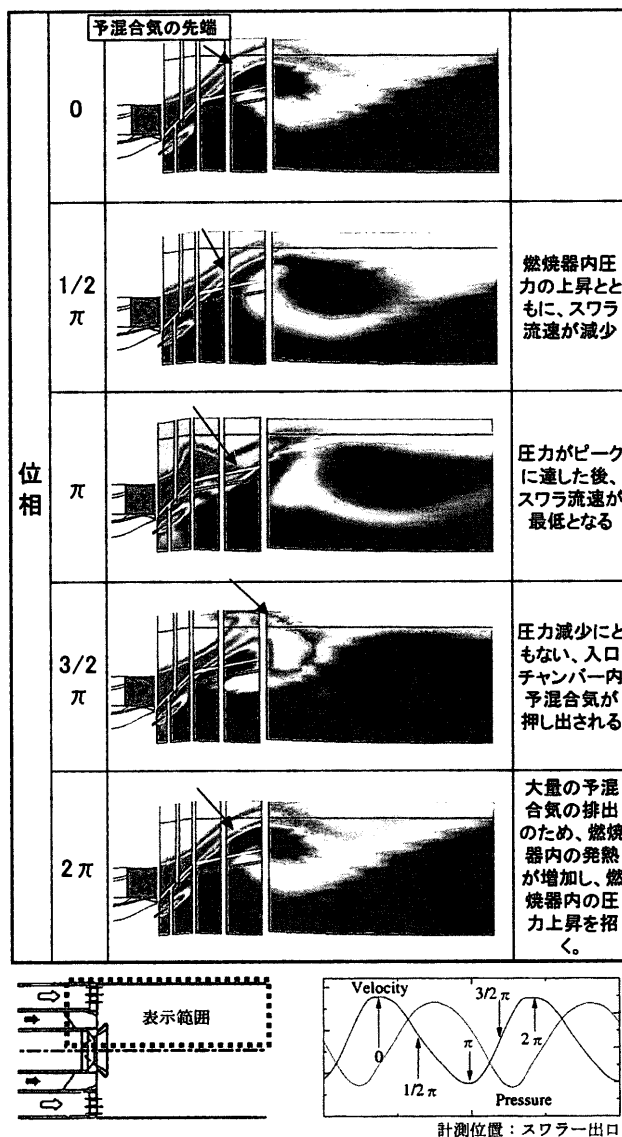 予混合気の先端
位相
0
1/2
π
燃焼器内圧
力の上昇とと
もに、スワラ
流速が減少
π
圧力がピーク
に達した後、
スワラ流速が
最低となる
3/2
π
圧力減少にと
もない、入口
チャンバー内
予混合気が
押し出される
2π
大量の予混
合気の排出
のため、燃焼
器内の発熱
が増加し、燃
焼器内の圧
力上昇を招
く。
表示範囲
Velocity
3/2 π
π
0
2 π
1/2 π
Pressure
計測位置:スワラー出口